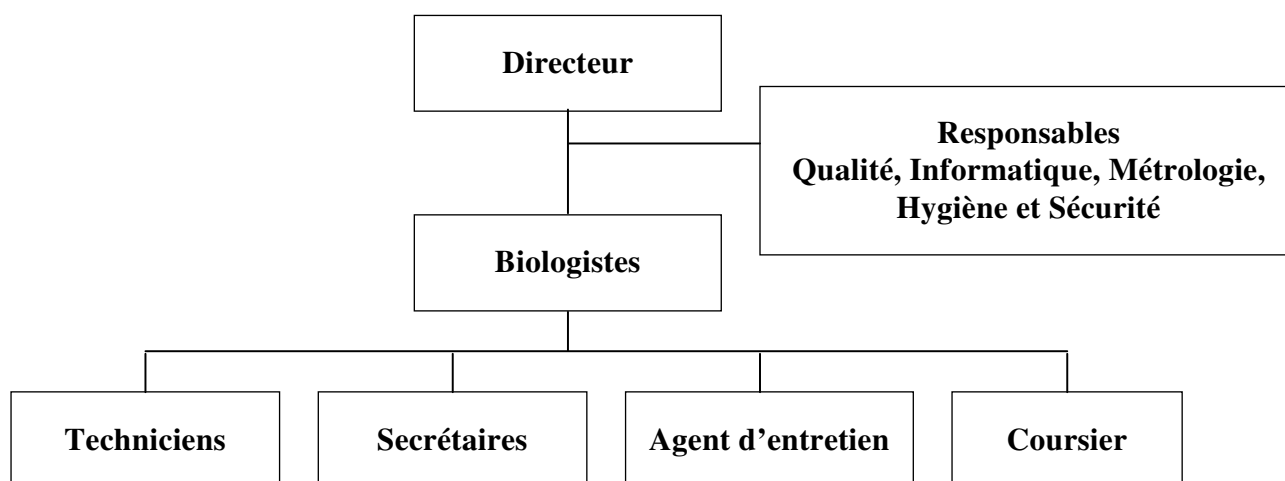 Directeur
Responsables
Qualité, Informatique, Métrologie,
Hygiène et Sécurité
Biologistes
Techniciens
Secrétaires
Agent d’entretien
Coursier